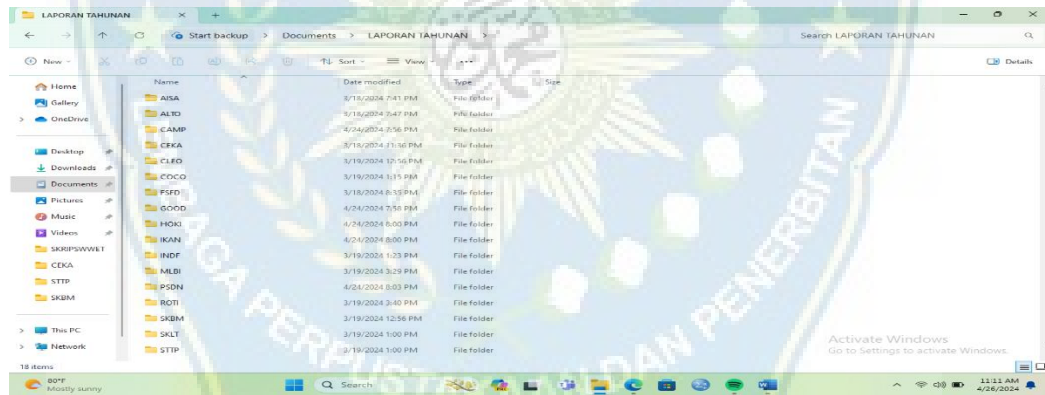 LAPORAN TAHUNAN
Start backup > Documents > LAPORAN TAHUNAN >
Search LAPORAN TAHUNAN
New
Sort
View
Details
Name Date modified Type Size
Home
Gallery
OneDrive
Desktop
Downloads
Documents
Pictures
Music
Videos
SKRIPSWWET
CEKA
STTP
SKBM
This PC
Network
AISA 3/18/2024 7:41 PM File folder
ALTO 3/18/2024 7:47 PM File folder
CAMP 4/24/2024 7:56 PM File folder
CEKA 3/18/2024 11:36 PM File folder
CLEO 3/19/2024 12:56 PM File folder
COCO 3/19/2024 1:15 PM File folder
FSFD 3/18/2024 8:35 PM File folder
GOOD 4/24/2024 7:58 PM File folder
HOKI 4/24/2024 8:00 PM File folder
IKAN 4/24/2024 8:00 PM File folder
INDF 3/19/2024 1:23 PM File folder
MLBI 3/19/2024 3:29 PM File folder
PSDN 4/24/2024 8:03 PM File folder
ROTI 3/19/2024 3:40 PM File folder
SKBM 3/19/2024 12:56 PM File folder
SKLT 3/19/2024 1:00 PM File folder
STTP 3/19/2024 1:00 PM File folder
Activate Windows
Go to Settings to activate Windows.
18 items
80°F
Mostly sunny
Search
11:11 AM
4/26/2024